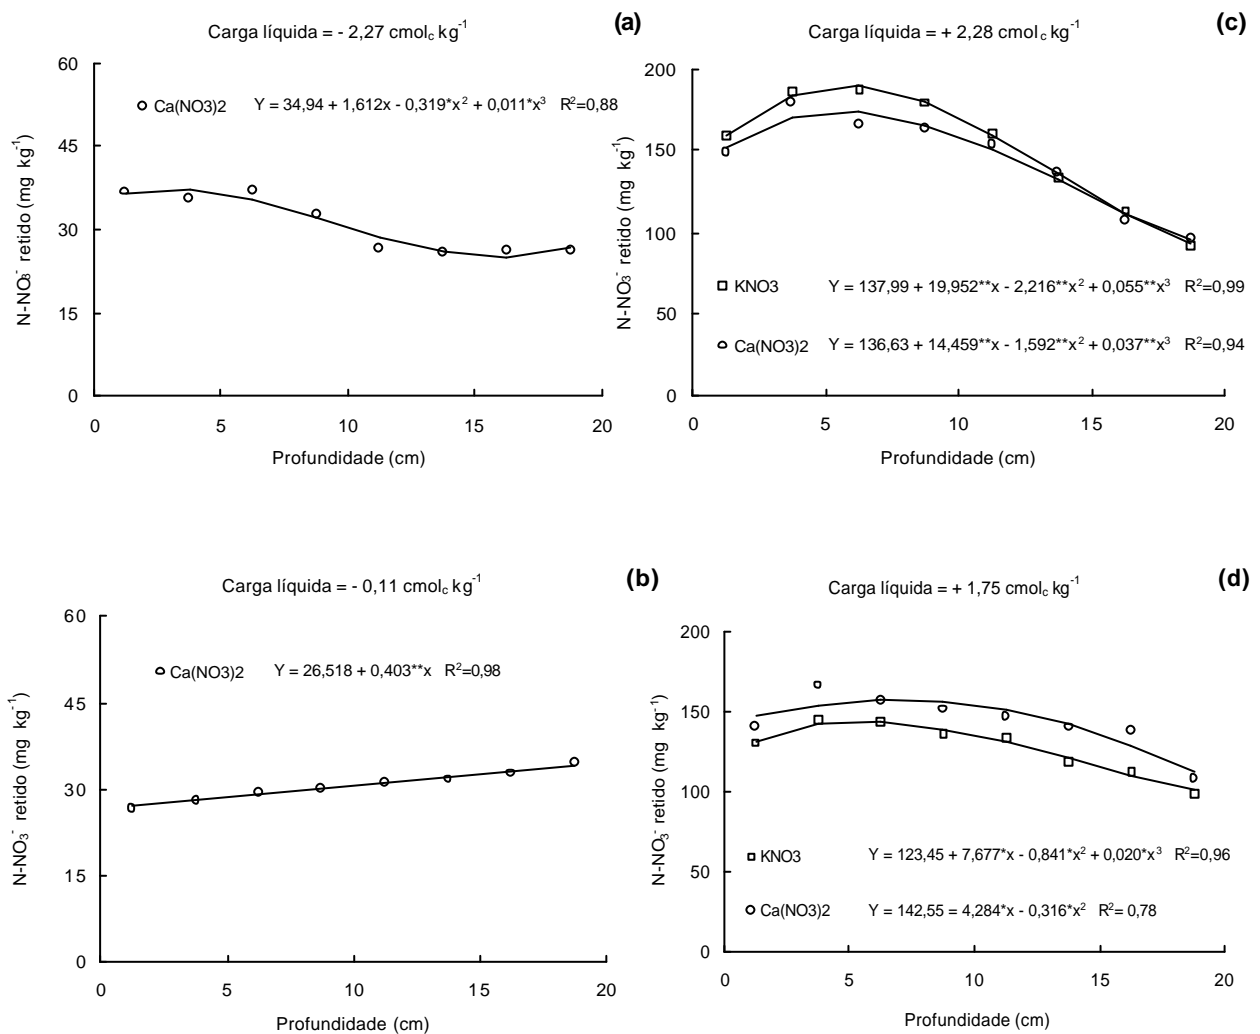 Carga líquida = - 2,27 cmolc kg-1
(a)
60
45
30
15
0
N-NO3- retido (mg kg-1)
Ca(NO3)2 Y = 34,94 + 1,612x - 0,319*x2 + 0,011*x3 R2=0,88
0 5 10 15 20
Profundidade (cm)
Carga líquida = + 2,28 cmolc kg-1
(c)
200
150
100
50
0
N-NO3- retido (mg kg-1)
KNO3 Y = 137,99 + 19,952**x - 2,216**x2 + 0,055**x3 R2=0,99
Ca(NO3)2 Y = 136,63 + 14,459**x - 1,592**x2 + 0,037**x3 R2=0,94
0 5 10 15 20
Profundidade (cm)
Carga líquida = - 0,11 cmolc kg-1
(b)
60
45
30
15
0
N-NO3- retido (mg kg-1)
Ca(NO3)2 Y = 26,518 + 0,403**x R2=0,98
0 5 10 15 20
Profundidade (cm)
Carga líquida = + 1,75 cmolc kg-1
(d)
200
150
100
50
0
N-NO3- retido (mg kg-1)
KNO3 Y = 123,45 + 7,677*x - 0,841*x2 + 0,020*x3 R2=0,96
Ca(NO3)2 Y = 142,55 = 4,284*x - 0,316*x2 R2= 0,78
0 5 10 15 20
Profundidade (cm)